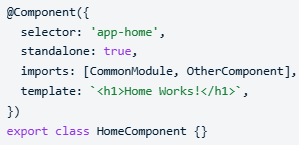 @Component({
  selector: 'app-home',
  standalone: true,
  imports: [CommonModule, OtherComponent],
  template: `<h1>Home Works!</h1>`,
})
export class HomeComponent {}